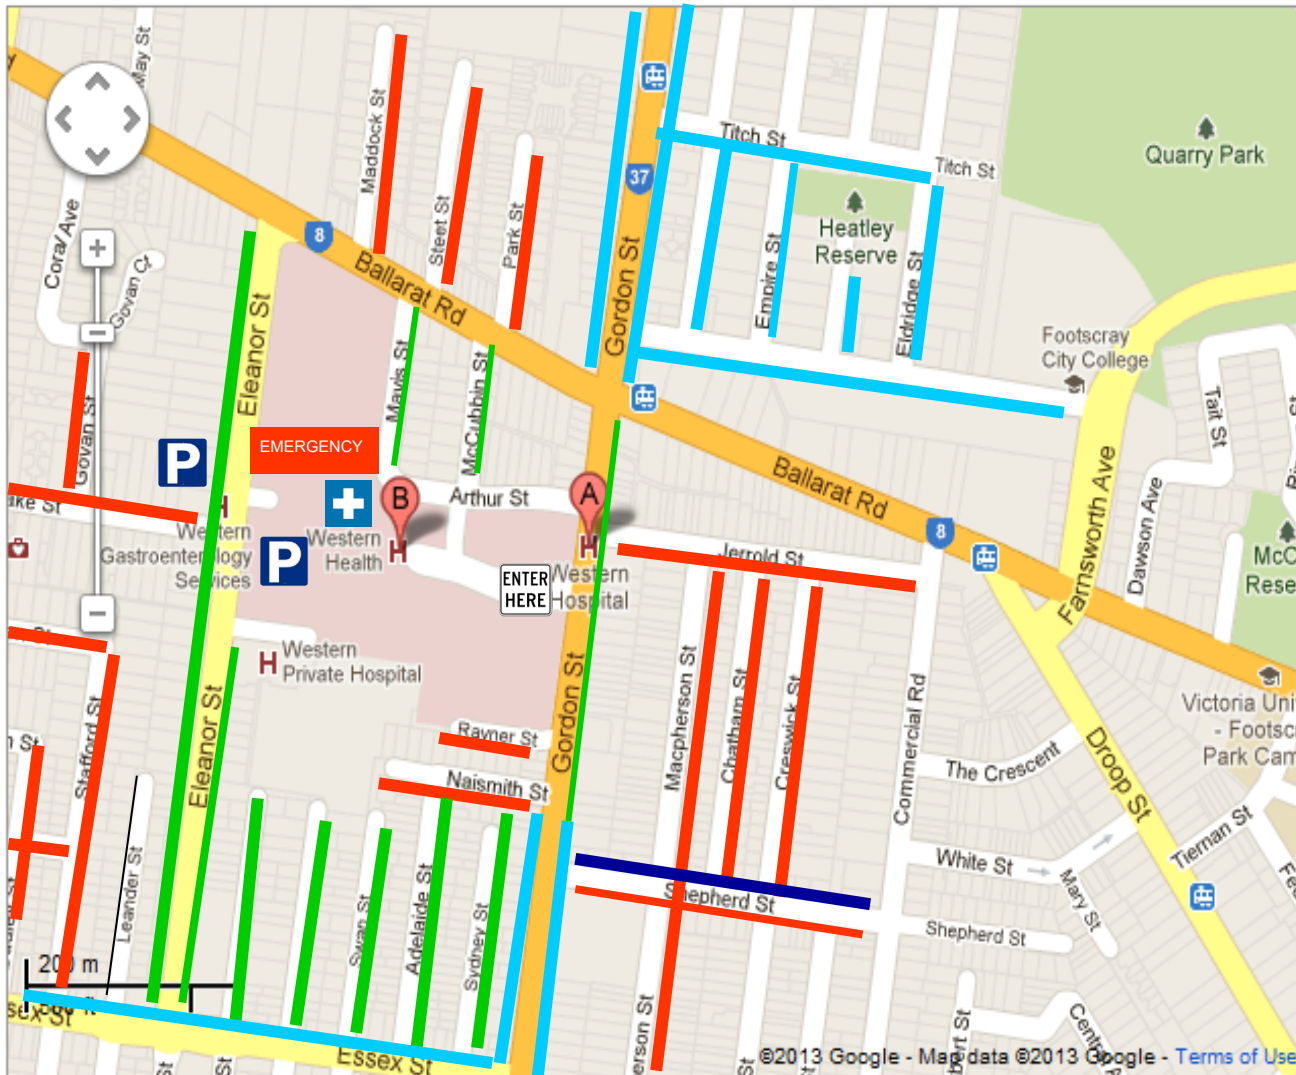 May St
Titch St
Titch St
Quarry Park
Maddock St
37
Heatley
Reserve
Cora Ave
Steet St
Park St
8
Govan Ct
Ballarat Rd
Gordon St
Empire St
Eldridge St
Footscray
City College
Eleanor St
Mavis St
McCubbin St
Tait St
Govan St
EMERGENCY
P
Ballarat Rd
Farnsworth Ave
Dawson Ave
B
Arthur St
A
8
Western
Gastroenterology
Services
P
Western
Health
H
H
Western
Hospital
ENTER
HERE
Jerrold St
H
Western
Private Hospital
Macpherson St
Chatham St
Creswick St
Commercial Rd
Stafford St
Eleanor St
Rayner St
Gordon St
Naismith St
The Crescent
Droop St
Leander St
Swan St
Adelaide St
Sydney St
Shepherd St
White St
Mary St
Tiernan St
Shepherd St
200 m
Essex St
©2013 Google - Map data ©2013 Google - Terms of Use